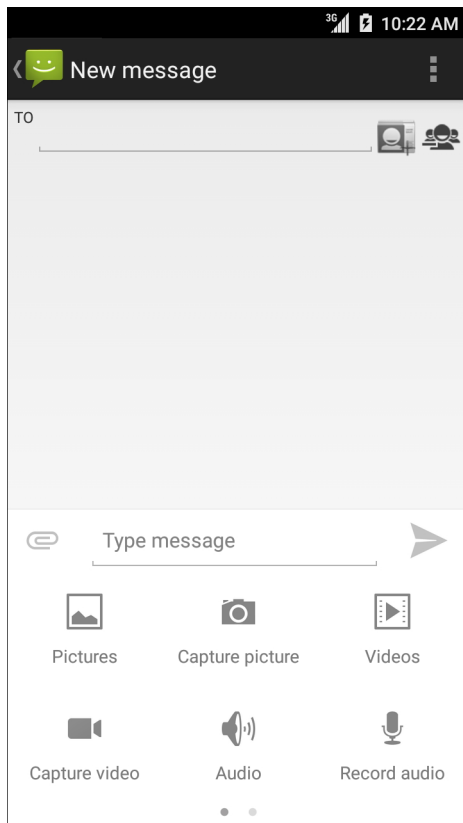 3G 10:22 AM
New message
TO
Type message
Pictures Capture picture Videos
Capture video Audio Record audio